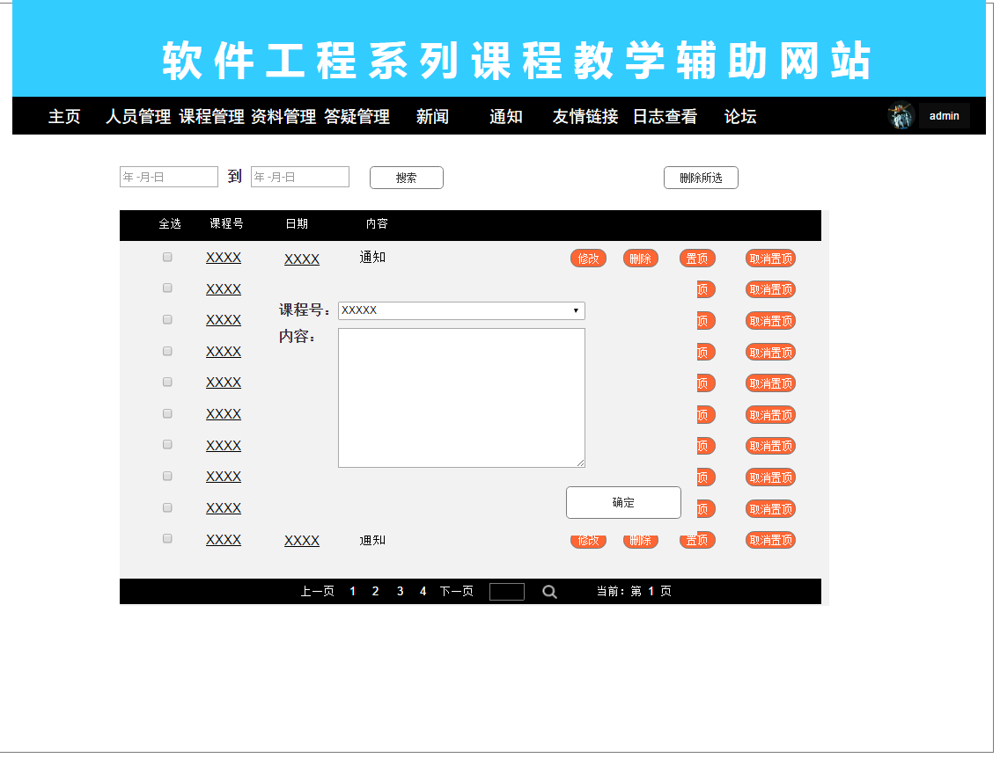 软件工程系列课程教学辅助网站
主页 人员管理 课程管理 资料管理 答疑管理 新闻 通知 友情链接 日志查看 论坛 admin
年 -月-日 到 年 -月-日 搜索 删除所选
全选 课程号 日期 内容
XXXX XXXX 通知 修改 删除 置顶 取消置顶
XXXX 顶 取消置顶
课程号： XXXXX
XXXX 顶 取消置顶
内容：
XXXX 顶 取消置顶
XXXX 顶 取消置顶
XXXX 顶 取消置顶
XXXX 顶 取消置顶
XXXX 顶 取消置顶
确定
XXXX 顶 取消置顶
XXXX XXXX 通知 修改 删除 置顶 取消置顶
上一页 1 2 3 4 下一页 当前：第 1 页